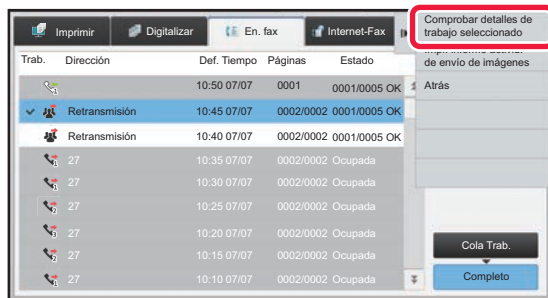 Imprimir Digitalizar En. fax Internet-Fax
Comprobar detalles de
trabajo seleccionado
de envío de imágenes
Atrás
Trab. Dirección Def. Tiempo Páginas Estado
10:50 07/07 0001 0001/0005 OK
Retransmisión 10:45 07/07 0002/0002 0001/0005 OK
Retransmisión 10:40 07/07 0002/0002 0001/0005 OK
27 10:35 07/07 0002/0002 Ocupada
27 10:30 07/07 0002/0002 Ocupada
27 10:25 07/07 0002/0002 Ocupada
27 10:20 07/07 0002/0002 Ocupada
27 10:15 07/07 0002/0002 Ocupada
27 10:10 07/07 0002/0002 Ocupada
Cola Trab.
Completo